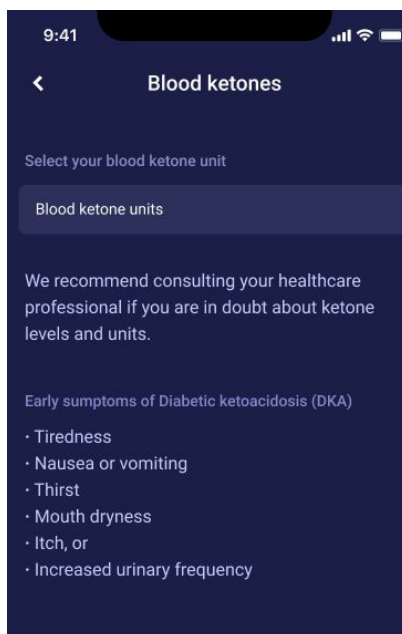 9:41
Blood ketones
Select your blood ketone unit
Blood ketone units
We recommend consulting your healthcare
professional if you are in doubt about ketone
levels and units.
Early sumptoms of Diabetic ketoacidosis (DKA)
· Tiredness
· Nausea or vomiting
· Thirst
· Mouth dryness
· Itch, or
· Increased urinary frequency